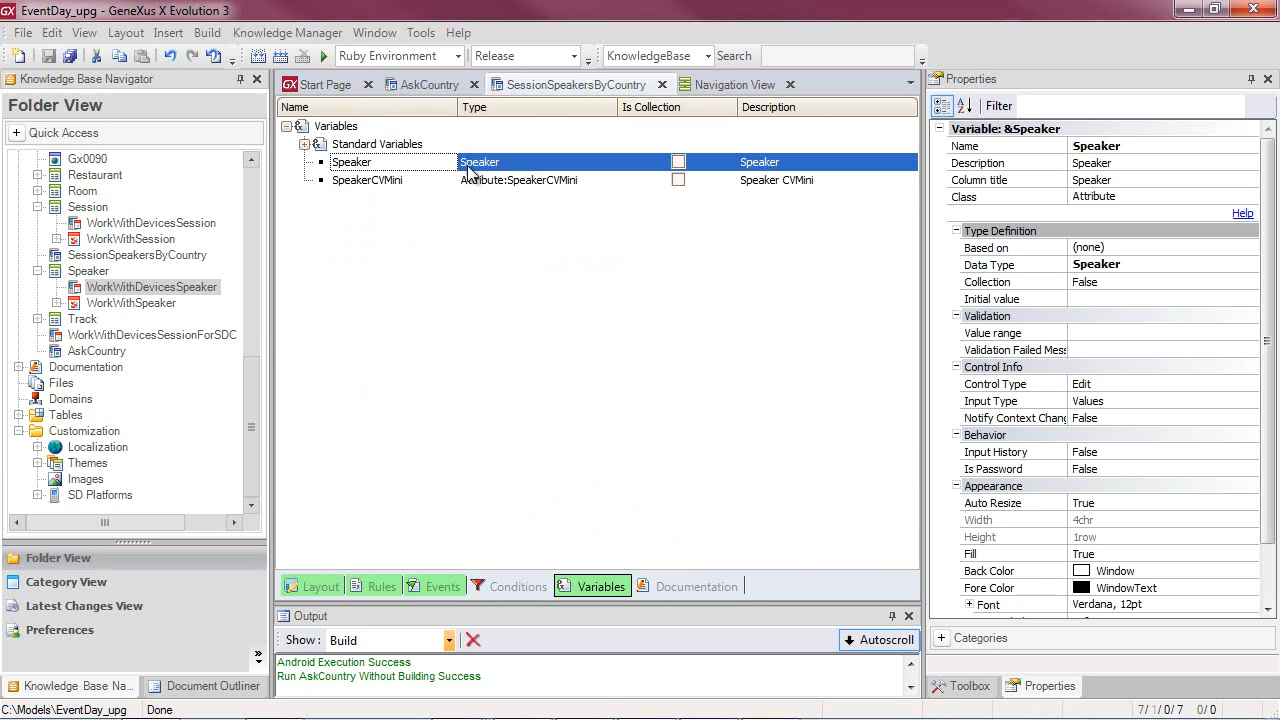 EventDay_upg - GeneXus X Evolution 3
File Edit View Layout Insert Build Knowledge Manager Window Tools Help
Ruby Environment Release KnowledgeBase Search
Knowledge Base Navigator
Folder View
Quick Access
Gx0090
Restaurant
Room
Session
WorkWithDevicesSession
WorkWithSession
SessionSpeakersByCountry
Speaker
WorkWithDevicesSpeaker
WorkWithSpeaker
Track
WorkWithDevicesSessionForSDC
AskCountry
Documentation
Files
Domains
Tables
Customization
Localization
Themes
Images
SD Platforms
Folder View
Category View
Latest Changes View
Preferences
Knowledge Base Na...
Document Outliner
Start Page AskCountry SessionSpeakersByCountry Navigation View
Name Type Is Collection Description
Variables
Standard Variables
Speaker Speaker Speaker
SpeakerCVMini Attribute:SpeakerCVMini Speaker CVMini
Layout Rules Events Conditions Variables Documentation
Output
Show: Build Autoscroll
Android Execution Success
Run AskCountry Without Building Success
Properties
Filter
Variable: &Speaker
Name Speaker
Description Speaker
Column title Speaker
Class Attribute
Help
Type Definition
Based on (none)
Data Type Speaker
Collection False
Initial value
Validation
Value range
Validation Failed Mess
Control Info
Control Type Edit
Input Type Values
Notify Context Chang False
Behavior
Input History False
Is Password False
Appearance
Auto Resize True
Width 4chr
Height 1row
Fill True
Back Color Window
Fore Color WindowText
Font Verdana, 12pt
Categories
Toolbox Properties
C:\Models\EventDay_upg Done 7/ 1/ 0/ 7 0/ 0